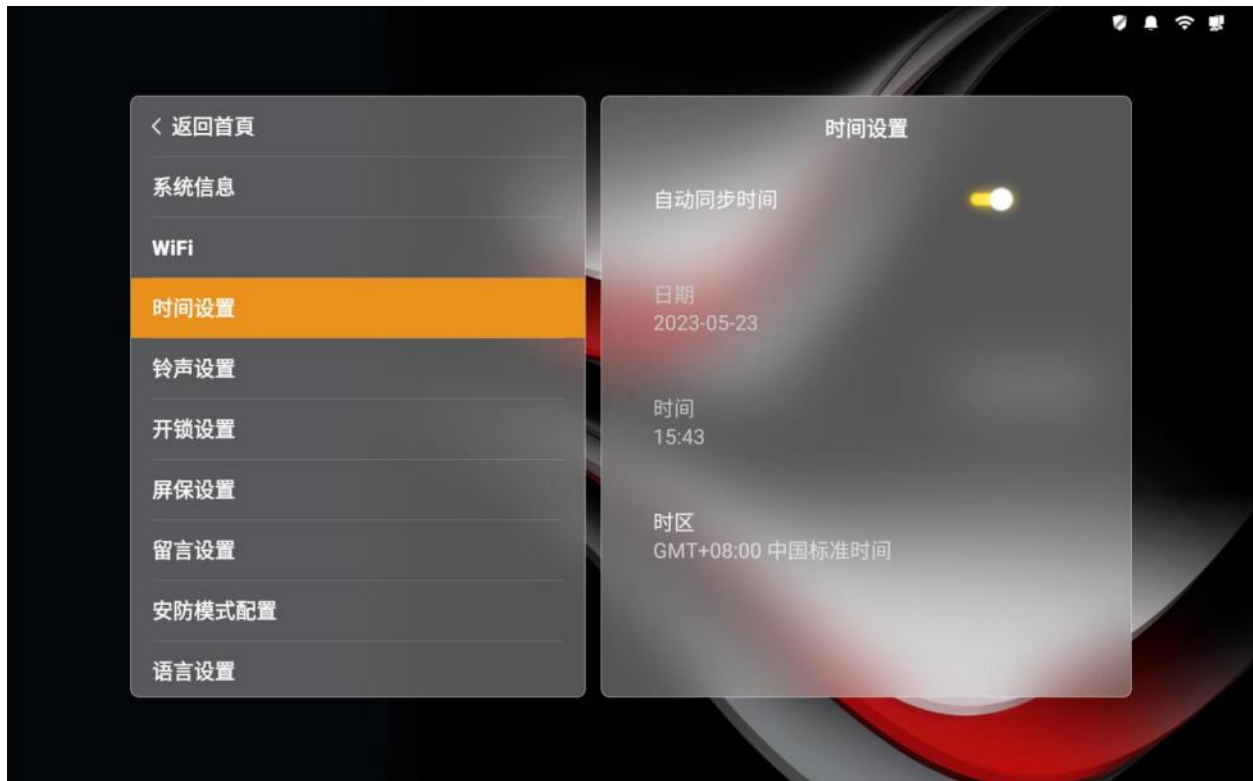 返回首頁
系统信息
WiFi
时间设置
铃声设置
开锁设置
屏保设置
留言设置
安防模式配置
语言设置
时间设置
自动同步时间
日期
2023-05-23
时间
15:43
时区
GMT+08:00 中国标准时间